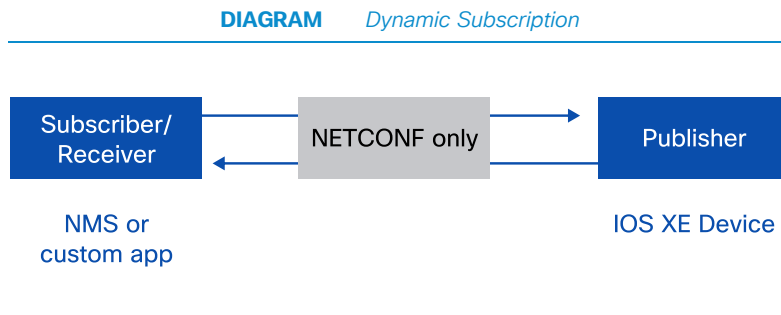 DIAGRAM Dynamic Subscription
Subscriber/
Receiver
NETCONF only
Publisher
NMS or
custom app
IOS XE Device